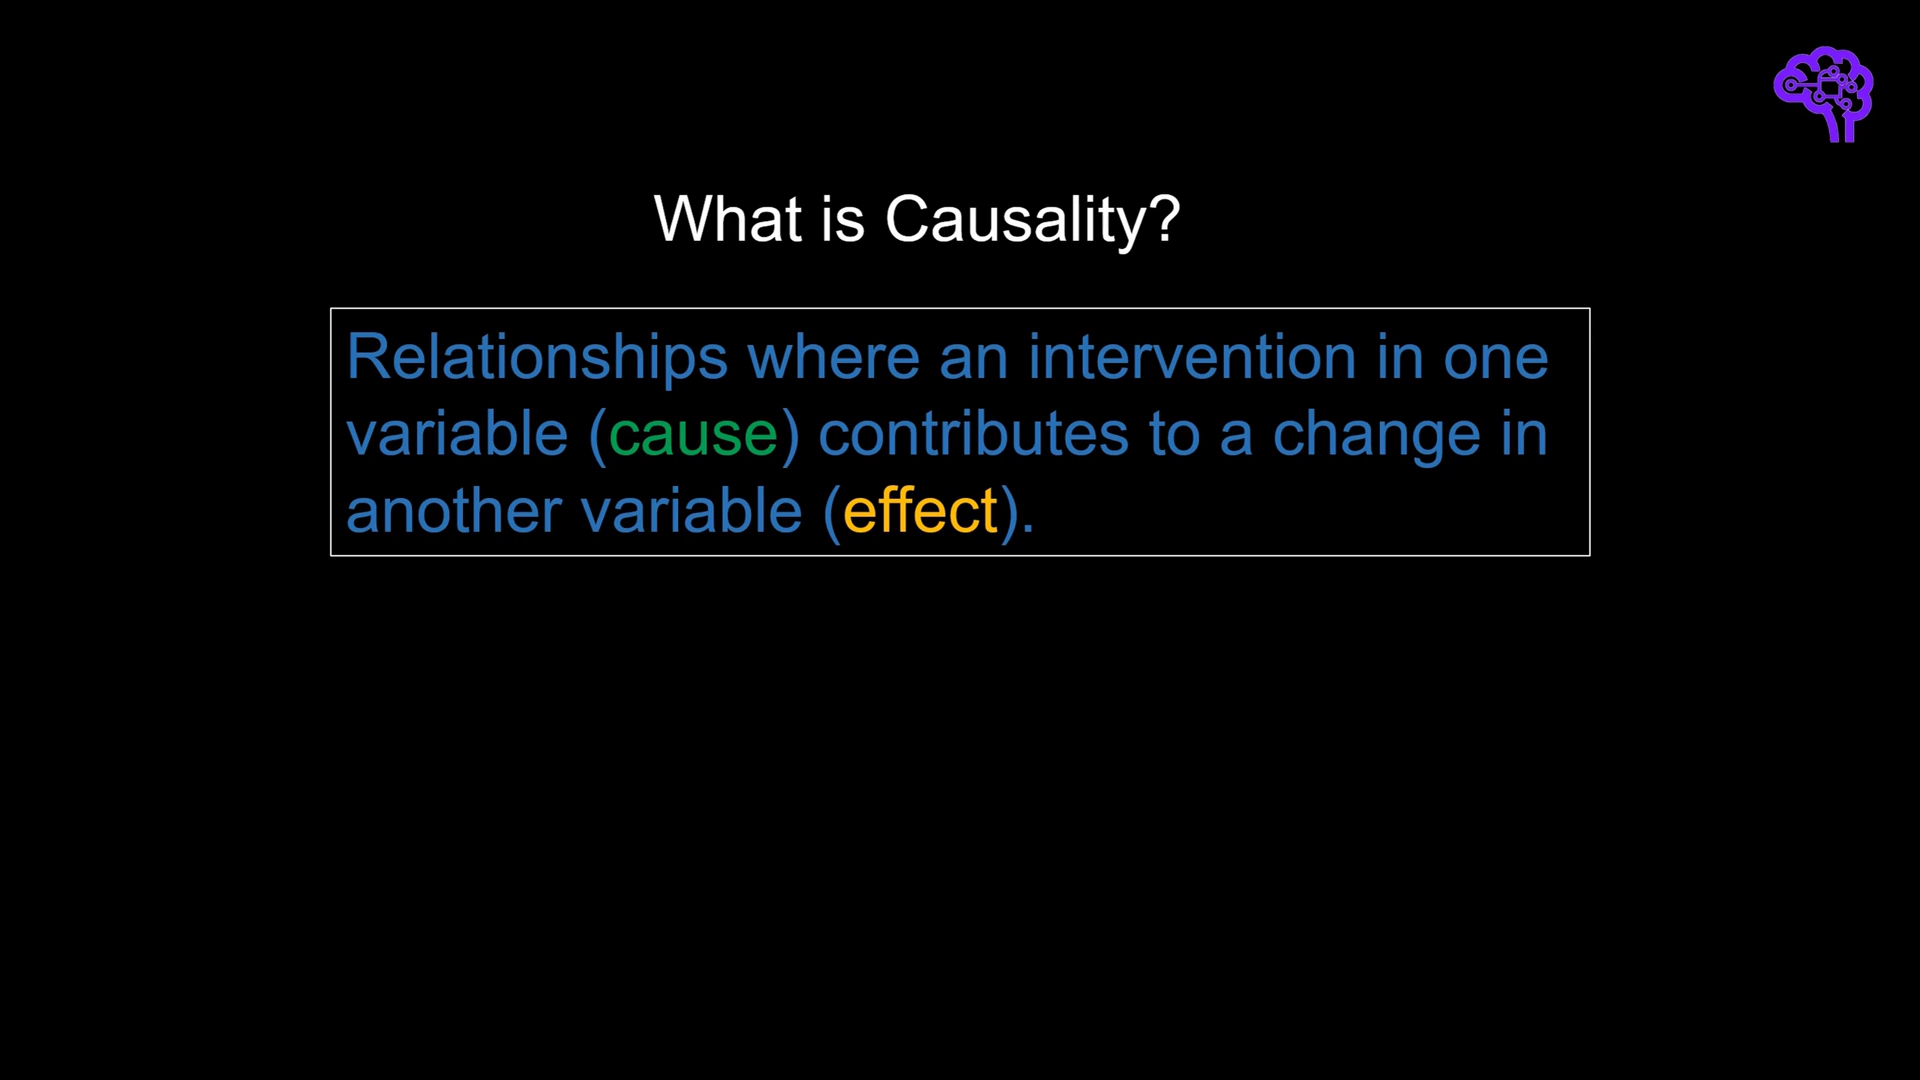 What is Causality?
Relationships where an intervention in one
variable (cause) contributes to a change in
another variable (effect).